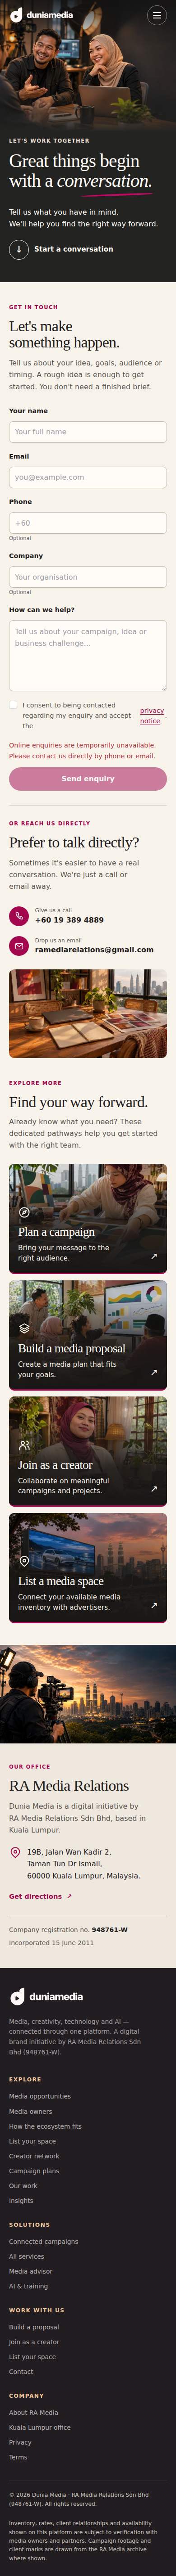 duniamedia
LET'S WORK TOGETHER
Great things begin
with a conversation.
Tell us what you have in mind.
We'll help you find the right way forward.
↓ Start a conversation
GET IN TOUCH
Let's make
something happen.
Tell us about your idea, goals, audience or
timing. A rough idea is enough to get
started. You don't need a finished brief.
Your name
Your full name
Email
you@example.com
Phone
+60
Optional
Company
Your organisation
Optional
How can we help?
Tell us about your campaign, idea or
business challenge...
I consent to being contacted
regarding my enquiry and accept
the privacy
notice.
Online enquiries are temporarily unavailable.
Please contact us directly by phone or email.
Send enquiry
OR REACH US DIRECTLY
Prefer to talk directly?
Sometimes it's easier to have a real
conversation. We're just a call or
email away.
Give us a call
+60 19 389 4889
Drop us an email
ramediarelations@gmail.com
EXPLORE MORE
Find your way forward.
Already know what you need? These
dedicated pathways help you get started
with the right team.
Plan a campaign
Bring your message to the
right audience. ↗
Build a media proposal
Create a media plan that fits
your goals. ↗
Join as a creator
Collaborate on meaningful
campaigns and projects. ↗
List a media space
Connect your available media
inventory with advertisers. ↗
OUR OFFICE
RA Media Relations
Dunia Media is a digital initiative by
RA Media Relations Sdn Bhd, based in
Kuala Lumpur.
19B, Jalan Wan Kadir 2,
Taman Tun Dr Ismail,
60000 Kuala Lumpur, Malaysia.
Get directions ↗
Company registration no. 948761-W
Incorporated 15 June 2011
duniamedia
Media, creativity, technology and AI —
connected through one platform. A digital
brand initiative by RA Media Relations Sdn
Bhd (948761-W).
EXPLORE
Media opportunities
Media owners
How the ecosystem fits
List your space
Creator network
Campaign plans
Our work
Insights
SOLUTIONS
Connected campaigns
All services
Media advisor
AI & training
WORK WITH US
Build a proposal
Join as a creator
List your space
Contact
COMPANY
About RA Media
Kuala Lumpur office
Privacy
Terms
© 2026 Dunia Media · RA Media Relations Sdn Bhd
(948761-W). All rights reserved.
Inventory, rates, client relationships and availability
shown on this platform are subject to verification with
media owners and partners. Campaign footage and
client marks are drawn from the RA Media archive
where shown.